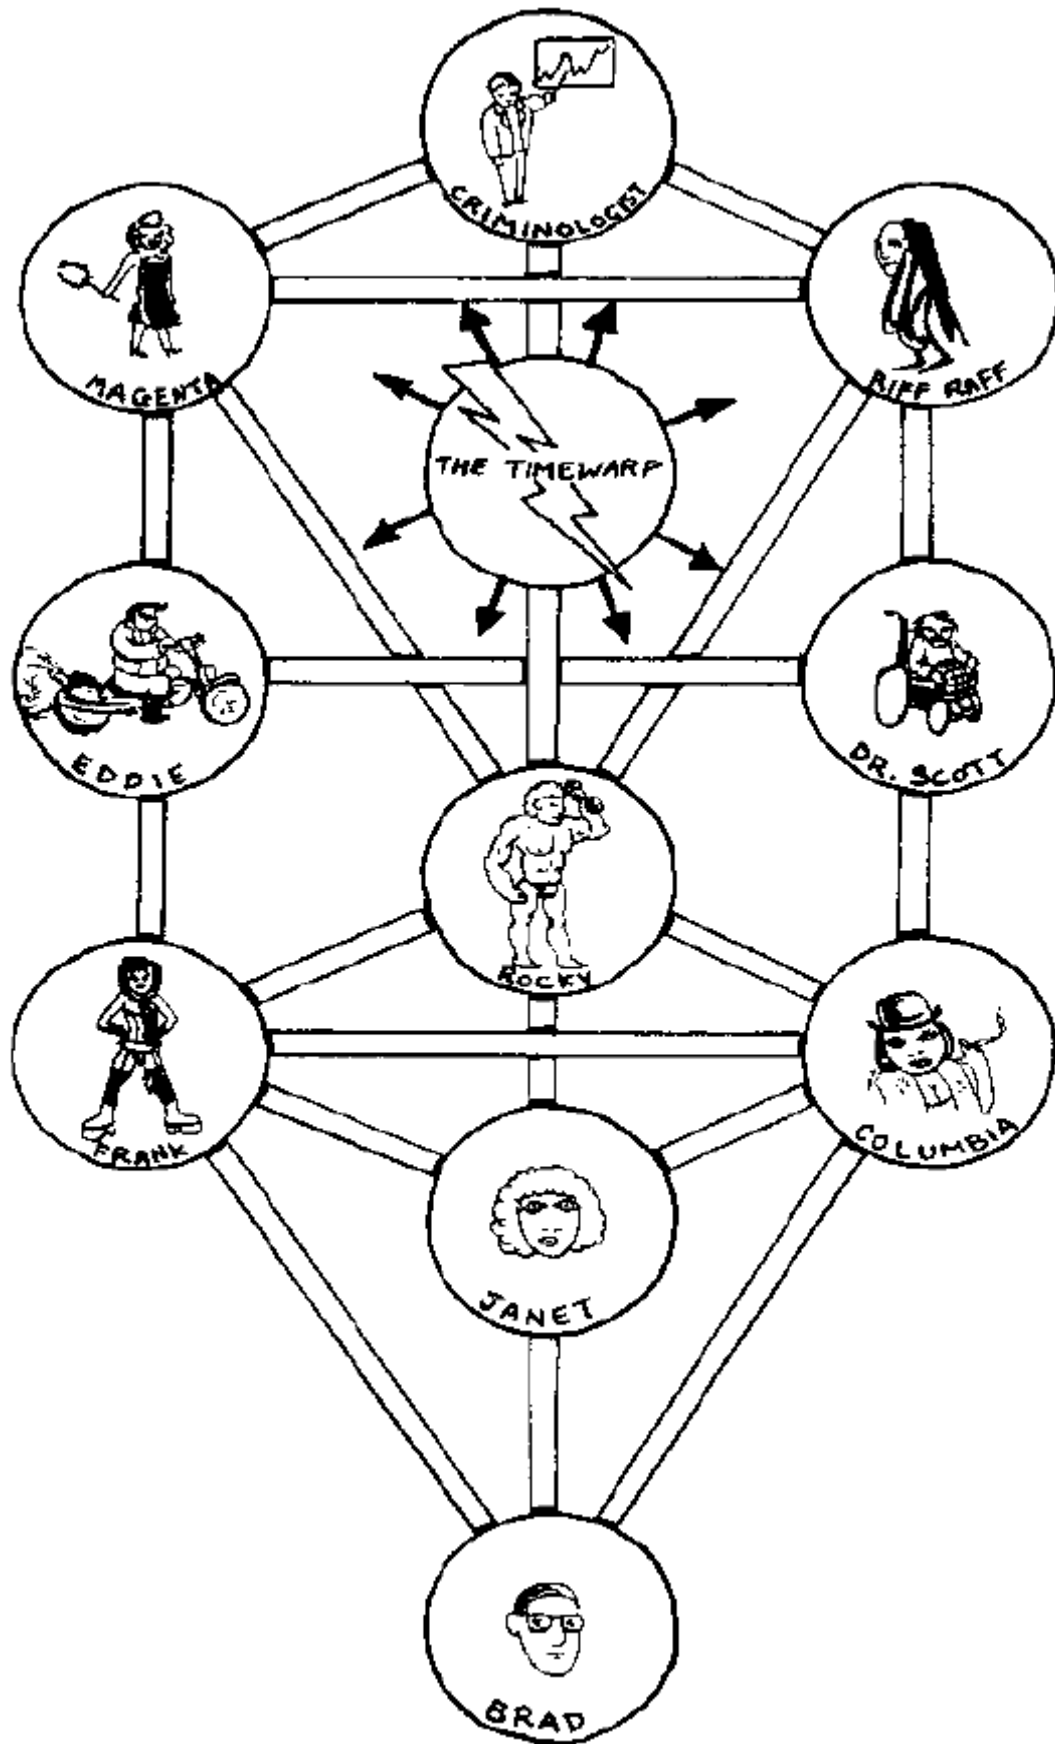 CRIMINOLOGIST
MAGENTA
RIFF RAFF
THE TIMEWARP
EDDIE
DR. SCOTT
ROCKY
FRANK
COLUMBIA
JANET
BRAD